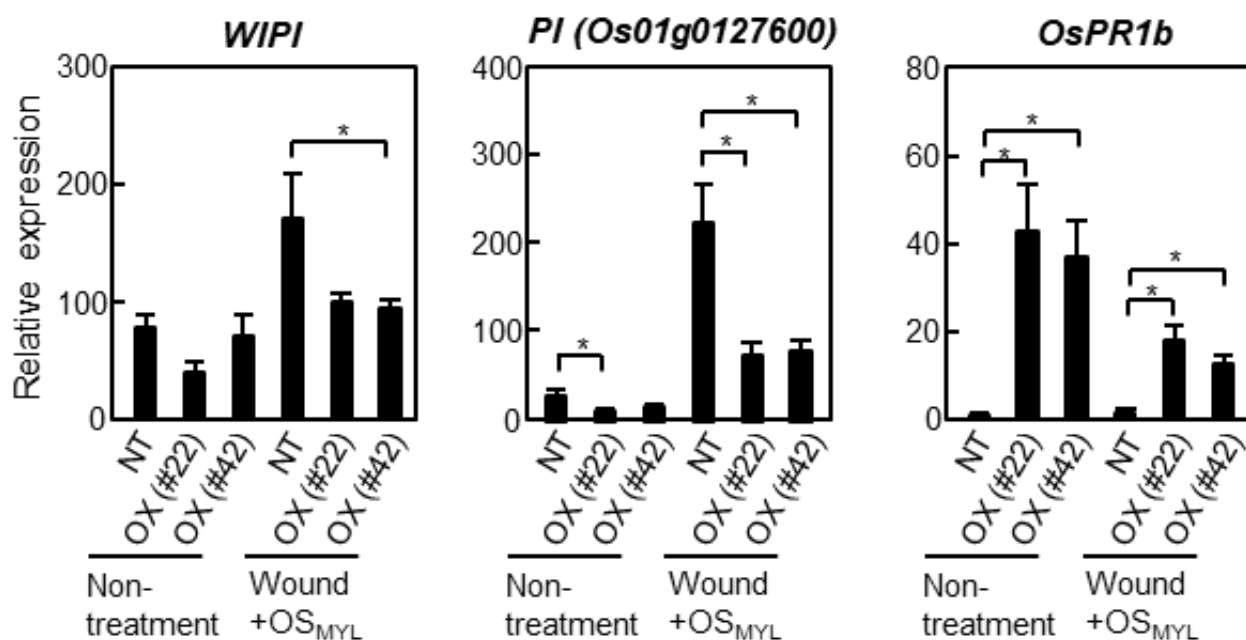 WIPI
300
200
100
0
Relative expression
*
NT
OX (#22)
OX (#42)
NT
OX (#22)
OX (#42)
Non-
treatment
Wound
+OSMYL
PI (Os01g0127600)
400
300
200
100
0
*
*
*
NT
OX (#22)
OX (#42)
NT
OX (#22)
OX (#42)
Non-
treatment
Wound
+OSMYL
OsPR1b
80
60
40
20
0
*
*
*
*
NT
OX (#22)
OX (#42)
NT
OX (#22)
OX (#42)
Non-
treatment
Wound
+OSMYL